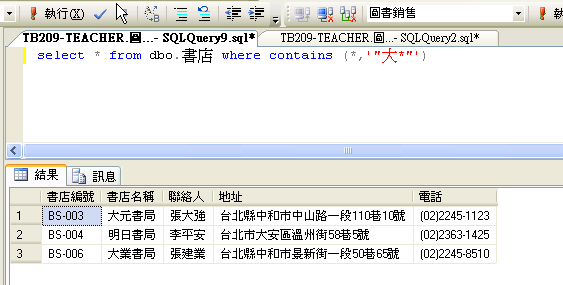 執行(X) 圖書銷售 執行(X)
TB209-TEACHER.圖...- SQLQuery9.sql* TB209-TEACHER.圖...- SQLQuery2.sql*
select * from dbo.書店 where contains (*,'"大*"')
結果 訊息
書店編號 書店名稱 聯絡人 地址 電話
1 BS-003 大元書局 張大強 台北縣中和市中山路一段110巷10號 (02)2245-1123
2 BS-004 明日書局 李平安 台北市大安區溫州街58巷5號 (02)2363-1425
3 BS-006 大業書局 張建業 台北縣中和市景新街一段50巷65號 (02)2245-8510